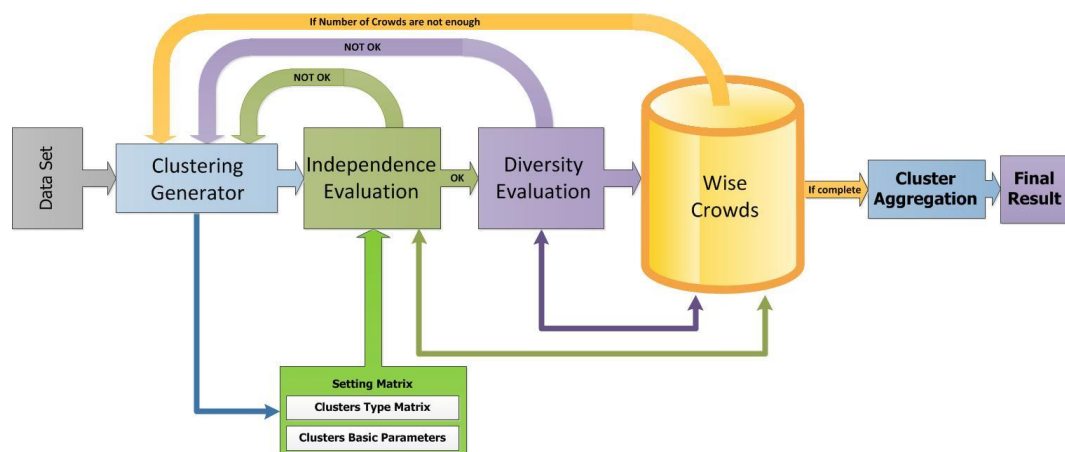 If Number of Crowds are not enough
NOT OK
NOT OK
Data Set
Clustering
Generator
Independence
Evaluation
OK
Diversity
Evaluation
Wise
Crowds
If complete
Cluster
Aggregation
Final
Result
Setting Matrix
Clusters Type Matrix
Clusters Basic Parameters